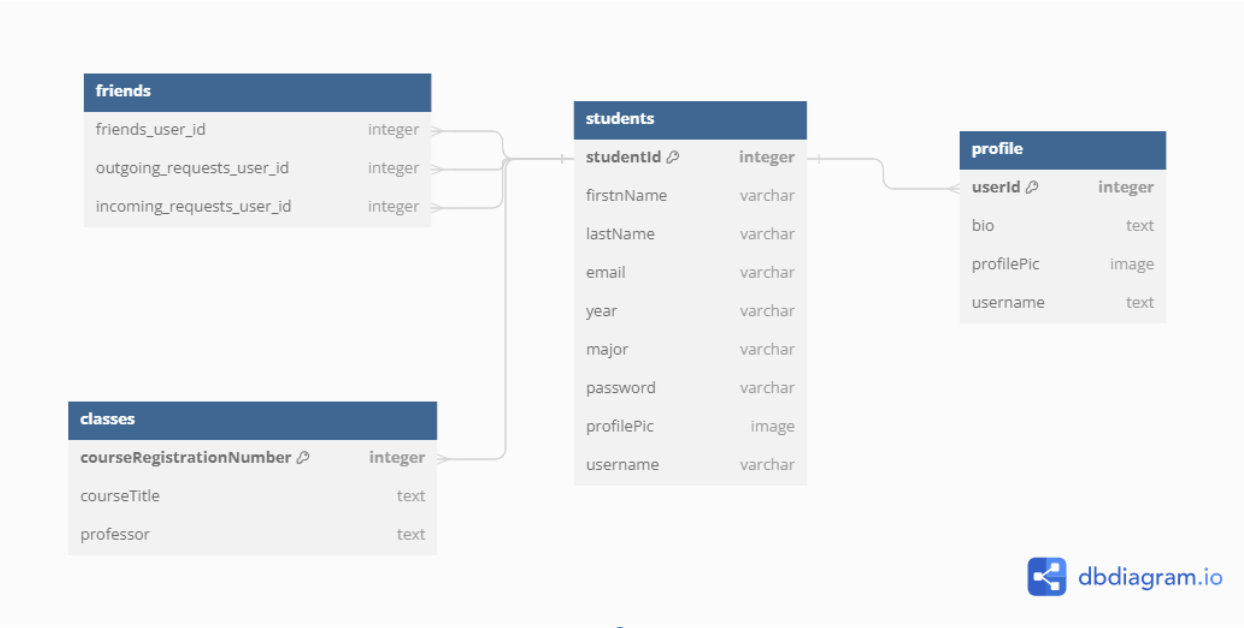 friends
friends_user_id integer
outgoing_requests_user_id integer
incoming_requests_user_id integer
students
studentId integer
firstnName varchar
lastName varchar
email varchar
year varchar
major varchar
password varchar
profilePic image
username varchar
profile
userId integer
bio text
profilePic image
username text
classes
courseRegistrationNumber integer
courseTitle text
professor text
dbdiagram.io